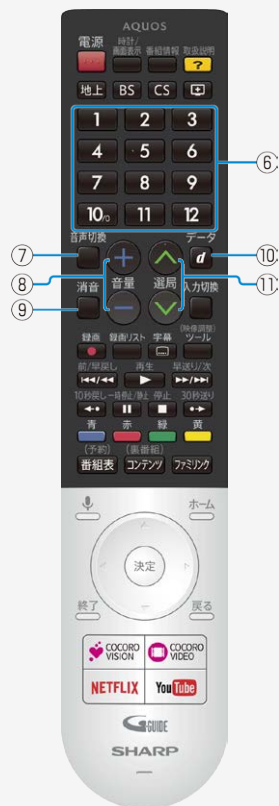 AQUOS
電源 時計/画面表示 番組情報 取扱説明
?
地上 BS CS
1 2 3
4 5 6
7 8 9
10/0 11 12
⑥
音声切換 データ
⑦ + d ⑩
⑧ 音量 選局 ⑪
消音 入力切換
⑨ −
(映像調整)
録画 録画リスト 字幕 ツール
前/早戻し 再生 早送り/次
10秒戻し 一時停止/静止 停止 30秒送り
青 赤 緑 黄
(予約) (裏番組)
番組表 コンテンツ ファミリンク
ホーム
決定
終了 戻る
COCORO VISION COCORO VIDEO
NETFLIX YouTube
G GUIDE
SHARP